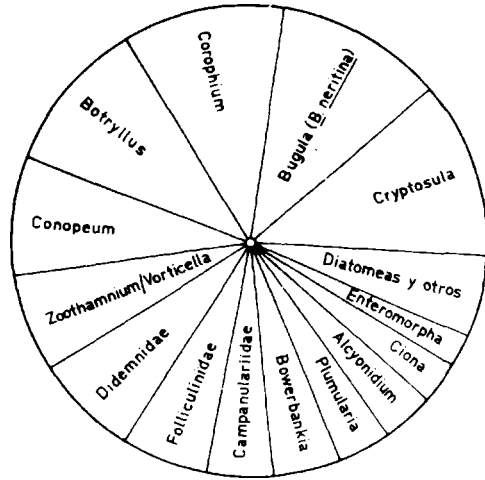 Corophium
Bugula (B. neritina)
Cryptosula
Diatomeas y otros
Enteromorpha
Ciona
Alcyonidium
Plumularia
Bowerbankia
Campanulariidae
Folliculinidae
Didemnidae
Zoothamnium/Vorticella
Conopeum
Botryllus